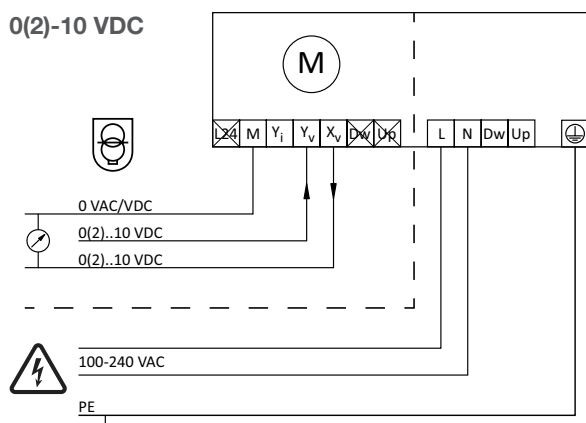 0(2)-10 VDC
M
L24 M Yi Yv Xv Dw Up L N Dw Up
0 VAC/VDC
0(2)..10 VDC
0(2)..10 VDC
100-240 VAC
PE